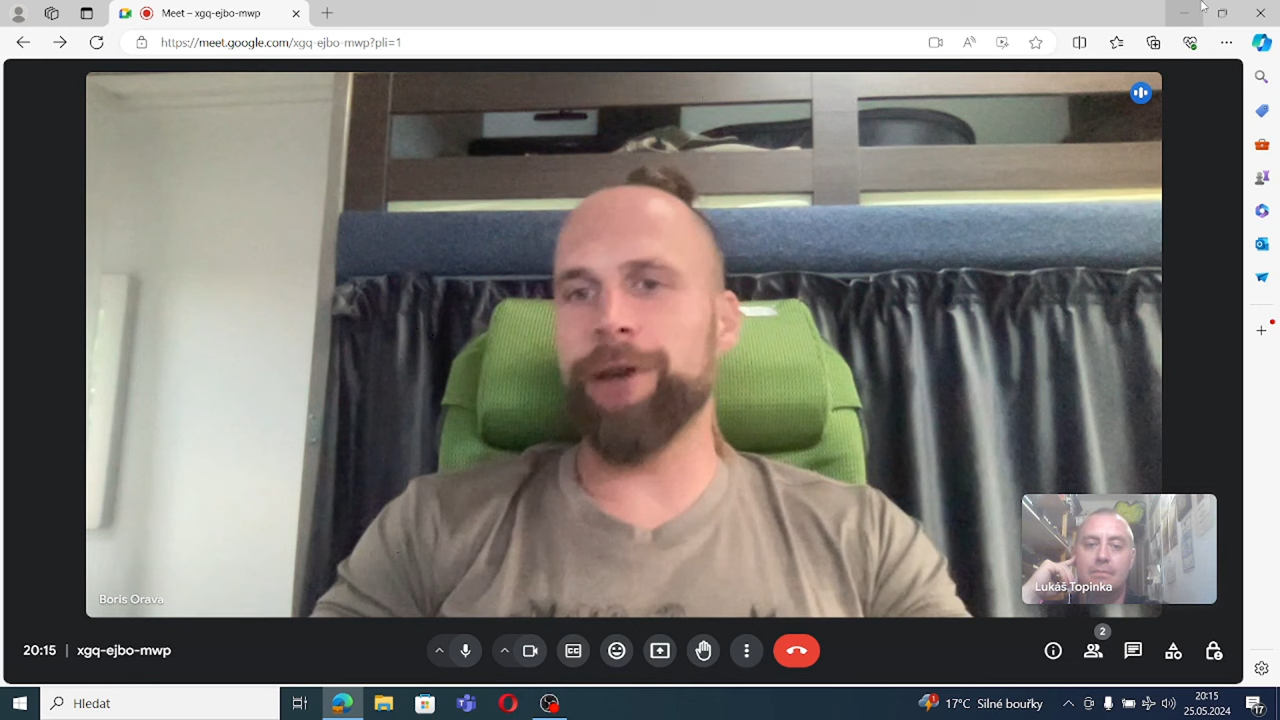 Meet – xgq-ejbo-mwp
https://meet.google.com/xgq-ejbo-mwp?pli=1
Boris Orava
Lukáš Topinka
20:15 | xgq-ejbo-mwp
2
Hledat
1
17°C Silné bouřky
20:15
25.05.2024
17